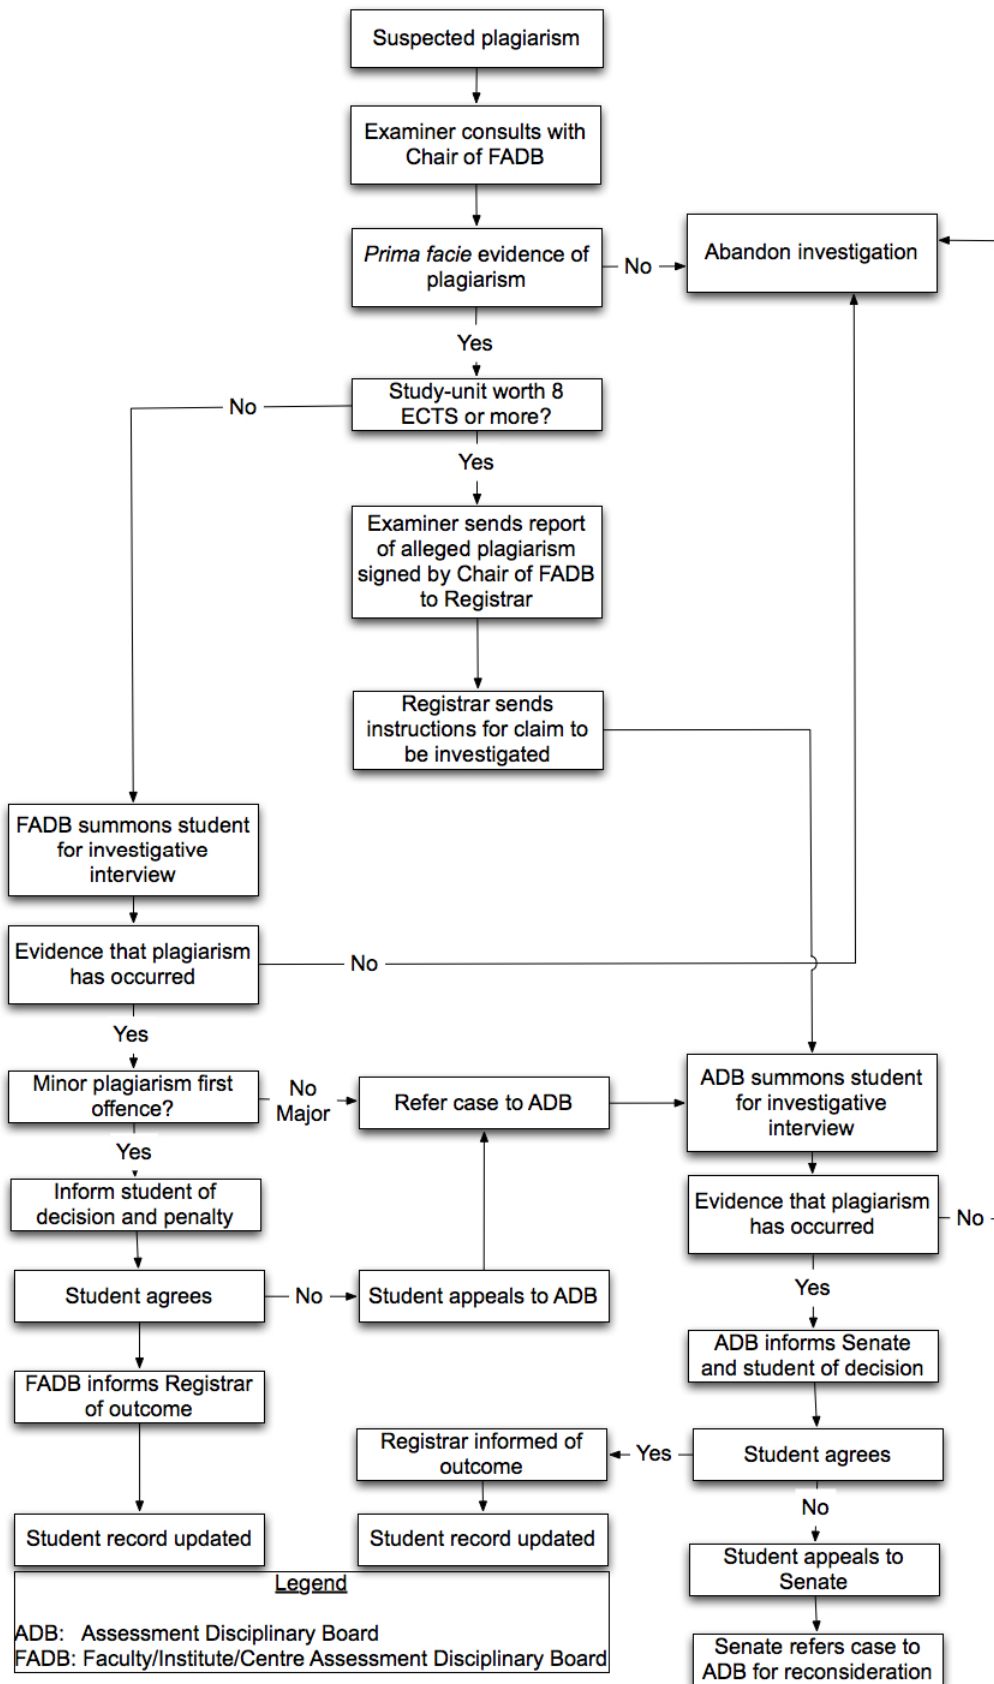 Suspected plagiarism
Examiner consults with
Chair of FADB
Prima facie evidence of
plagiarism
No
Abandon investigation
Yes
Study-unit worth 8
ECTS or more?
No
Yes
Examiner sends report
of alleged plagiarism
signed by Chair of FADB
to Registrar
Registrar sends
instructions for claim to
be investigated
FADB summons student
for investigative
interview
Evidence that plagiarism
has occurred
No
Yes
Minor plagiarism first
offence?
No
Major
Refer case to ADB
ADB summons student
for investigative
interview
Yes
Inform student of
decision and penalty
Evidence that plagiarism
has occurred
No
Student agrees
No
Student appeals to ADB
Yes
ADB informs Senate
and student of decision
FADB informs Registrar
of outcome
Registrar informed of
outcome
Yes
Student agrees
No
Student record updated
Student record updated
Student appeals to
Senate
Senate refers case to
ADB for reconsideration
Legend
ADB: Assessment Disciplinary Board
FADB: Faculty/Institute/Centre Assessment Disciplinary Board